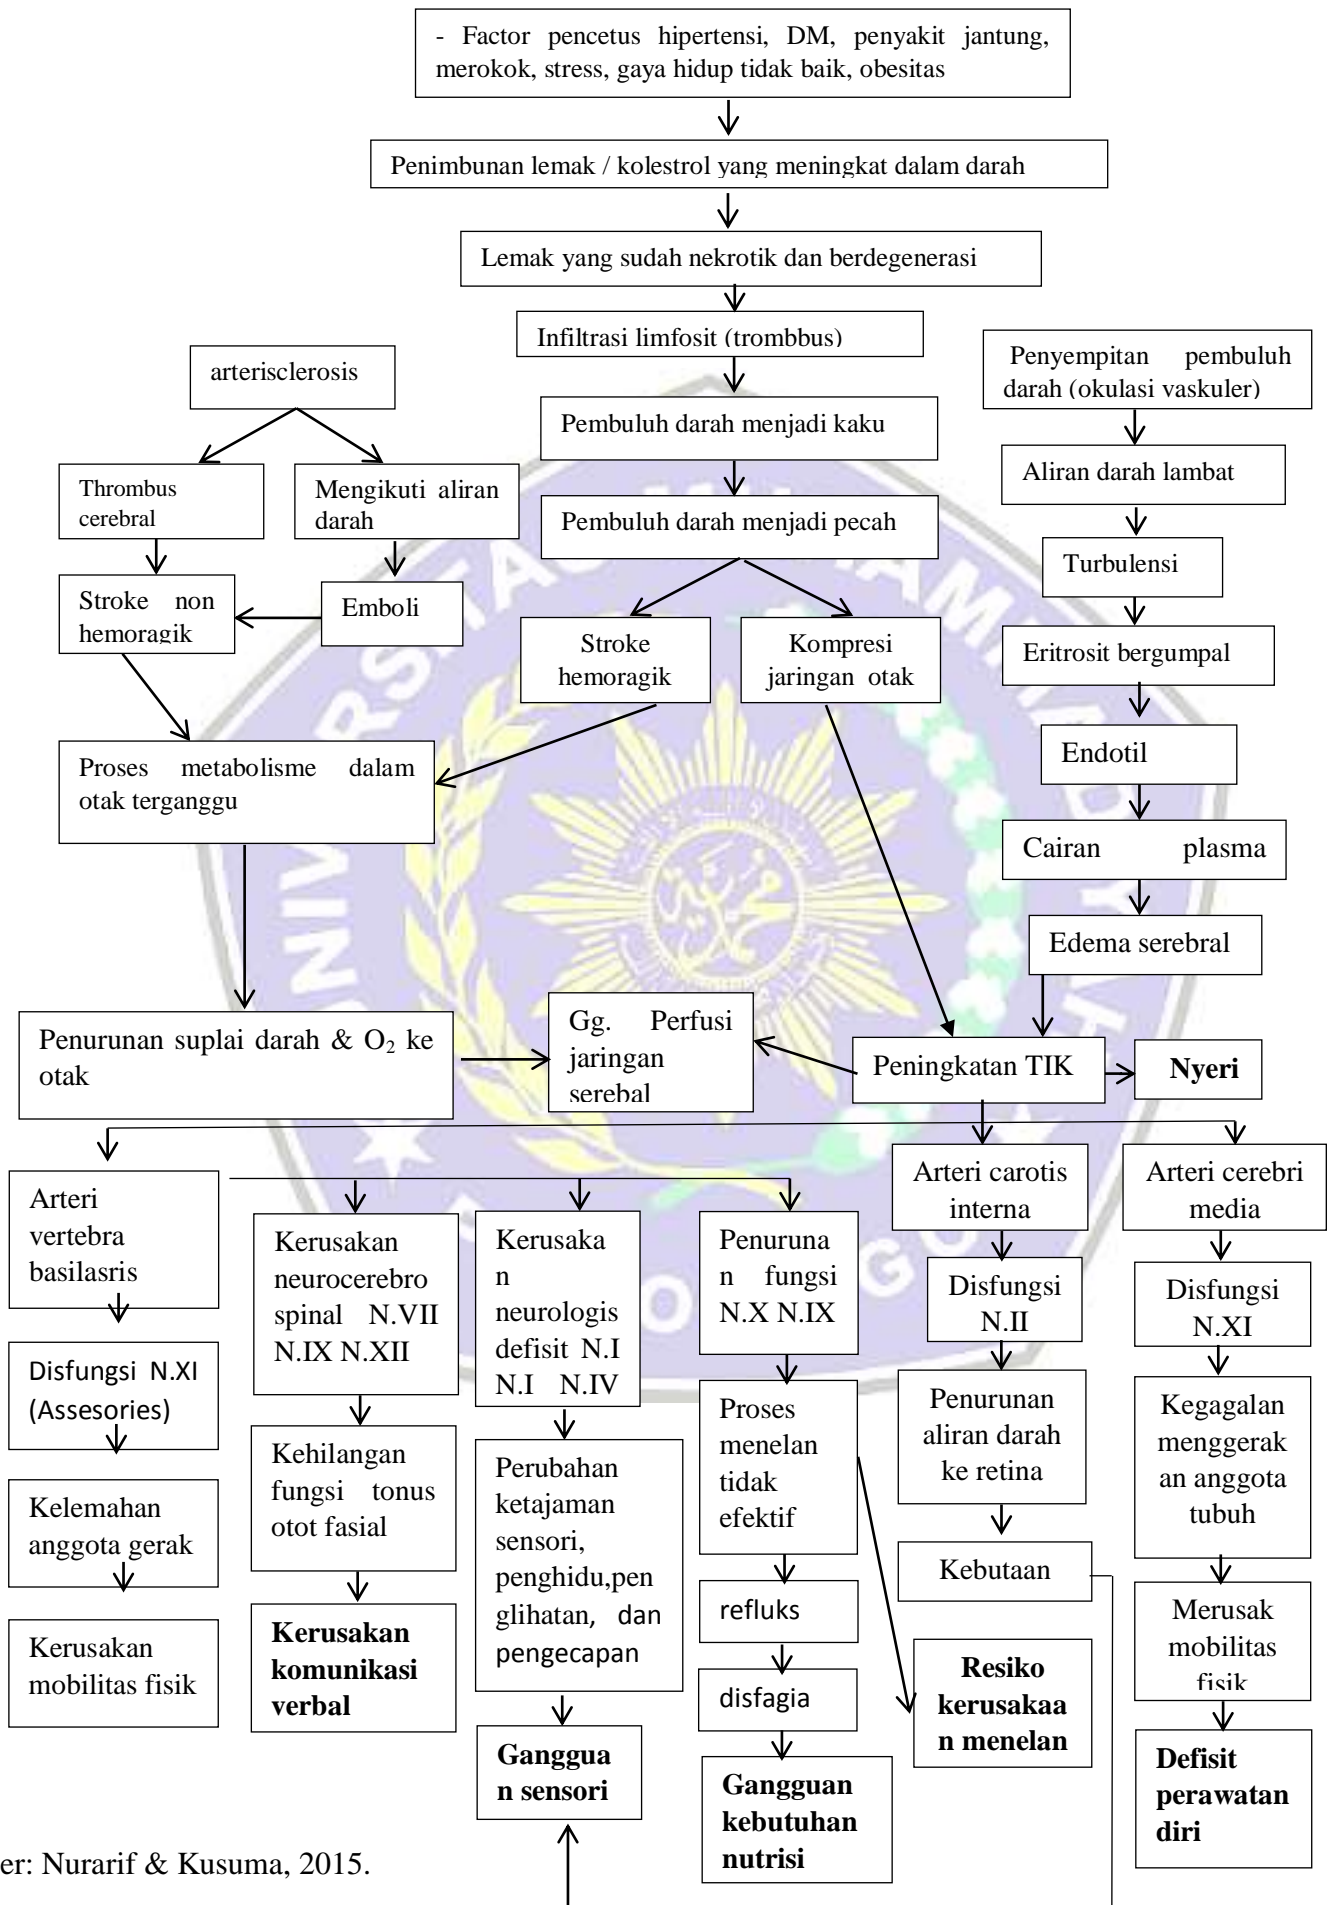 - Factor pencetus hipertensi, DM, penyakit jantung,
merokok, stress, gaya hidup tidak baik, obesitas
Penimbunan lemak / kolestrol yang meningkat dalam darah
Lemak yang sudah nekrotik dan berdegenerasi
Infiltrasi limfosit (trombbus)
arterisclerosis
Penyempitan pembuluh
darah (okulasi vaskuler)
Pembuluh darah menjadi kaku
Aliran darah lambat
Thrombus
cerebral
Mengikuti aliran
darah
Pembuluh darah menjadi pecah
Turbulensi
Stroke non
hemoragik
Emboli
Stroke
hemoragik
Kompresi
jaringan otak
Eritrosit bergumpal
Proses metabolisme dalam
otak terganggu
Endotil
Cairan plasma
Edema serebral
Penurunan suplai darah & O₂ ke
otak
Gg. Perfusi
jaringan
serebal
Peningkatan TIK
Nyeri
Arteri
vertebra
basilasris
Kerusakan
neurocerebro
spinal N.VII
N.IX N.XII
Kerusaka
n
neurologis
defisit N.I
N.I N.IV
Penuruna
n fungsi
N.X N.IX
Arteri carotis
interna
Arteri cerebri
media
Disfungsi
N.II
Disfungsi
N.XI
Disfungsi N.XI
(Assesories)
Kehilangan
fungsi tonus
otot fasial
Perubahan
ketajaman
sensori,
penghidu,pen
glihatan, dan
pengecapan
Proses
menelan
tidak
efektif
Penurunan
aliran darah
ke retina
Kegagalan
menggerak
an anggota
tubuh
Kelemahan
anggota gerak
Kebutaan
refluks
Kerusakan
mobilitas fisik
Kerusakan
komunikasi
verbal
disfagia
Resiko
kerusakaa
n menelan
Merusak
mobilitas
fisik
Ganggua
n sensori
Gangguan
kebutuhan
nutrisi
Defisit
perawatan
diri
er: Nurarif & Kusuma, 2015.